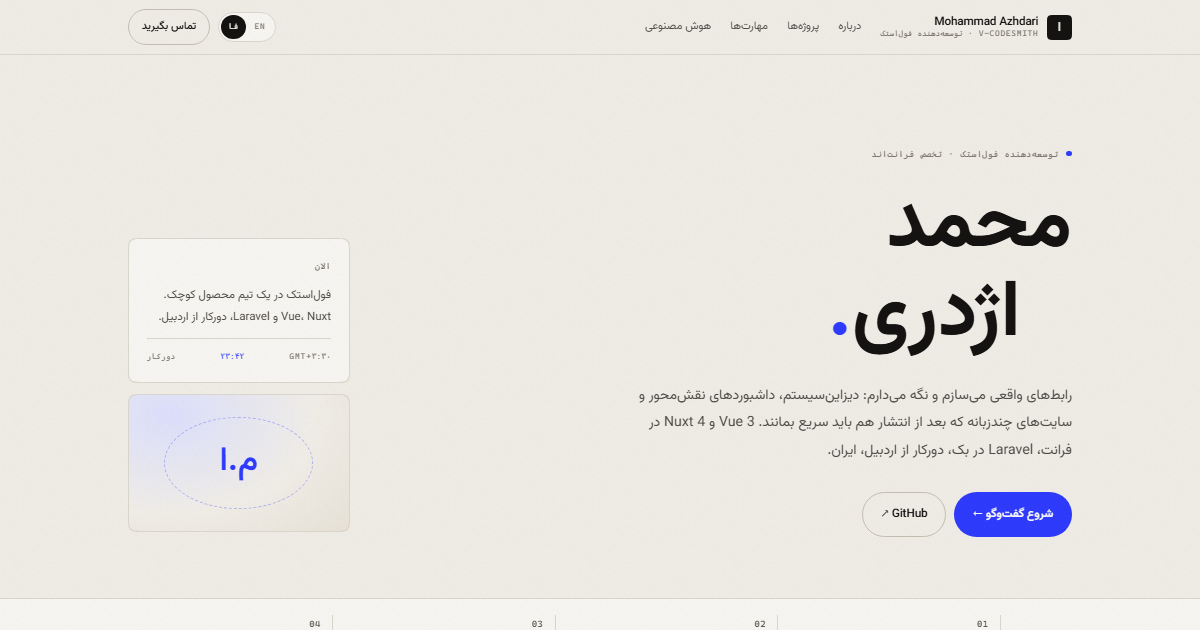 ا
Mohammad Azhdari
V-CODESMITH · توسعه‌دهنده فول‌استک
درباره
پروژه‌ها
مهارت‌ها
هوش مصنوعی
EN
فا
تماس بگیرید
توسعه‌دهنده فول‌استک · تخصص فرانت‌اند
محمد
اژدری.
رابط‌های واقعی می‌سازم و نگه می‌دارم: دیزاین‌سیستم، داشبوردهای نقش‌محور و
سایت‌های چندزبانه که بعد از انتشار هم باید سریع بمانند. Vue 3 و Nuxt 4 در
فرانت، Laravel در بک، دورکار از اردبیل، ایران.
شروع گفت‌وگو ←
GitHub ↗
الان
فول‌استک در یک تیم محصول کوچک.
Vue، Nuxt و Laravel، دورکار از اردبیل.
GMT+۳:۳۰
۲۳:۴۲
دورکار
م.ا
01
02
03
04